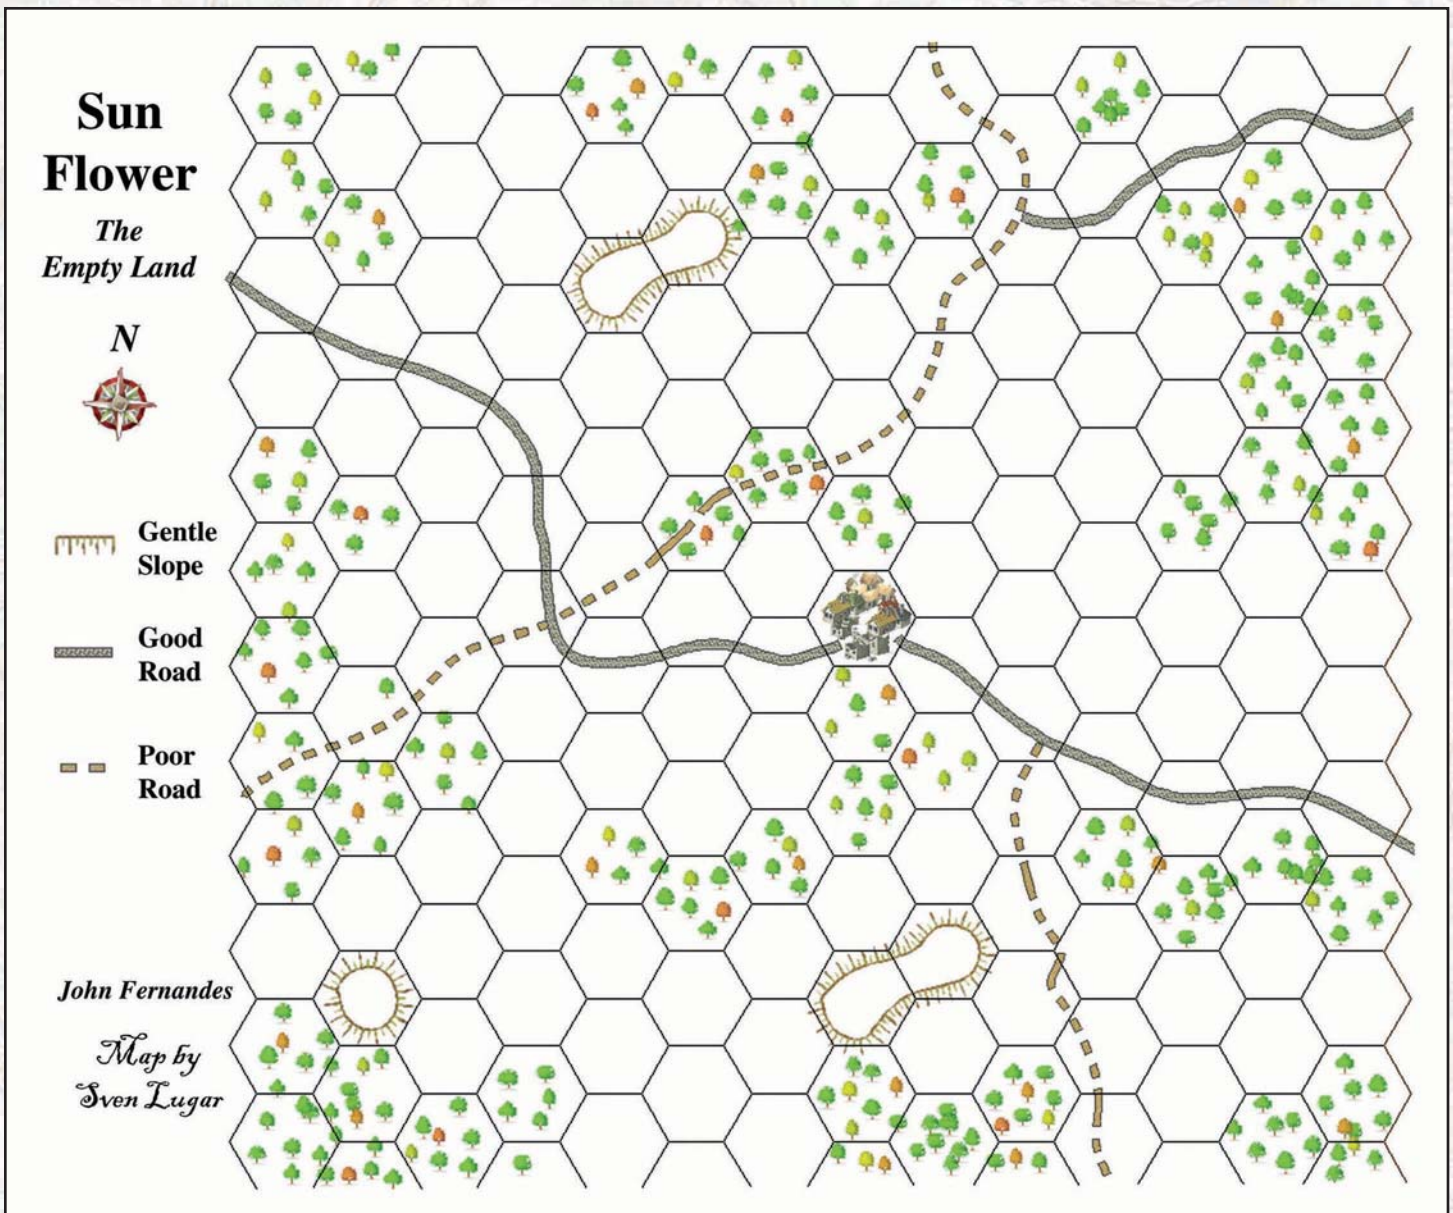 Sun
Flower
The
Empty Land
N
Gentle
Slope
Good
Road
Poor
Road
John Fernandes
Map by
Sven Lugar